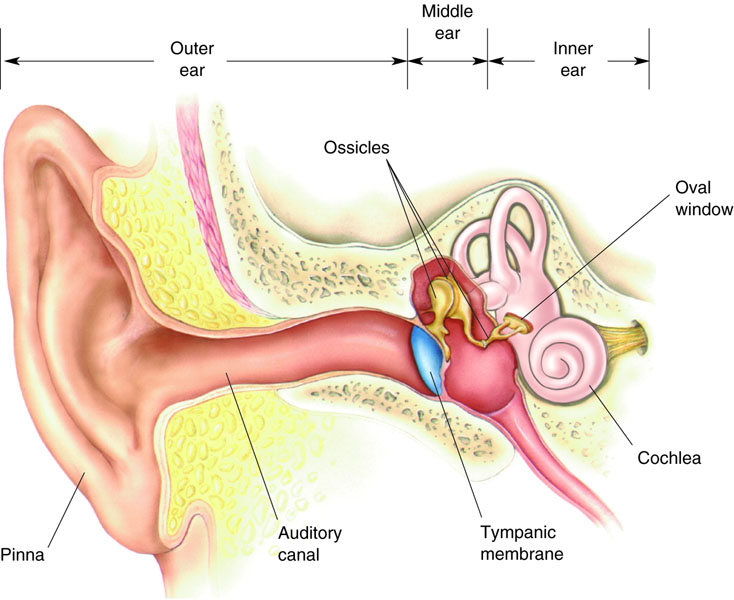 Middle
ear
Outer
ear
Inner
ear
Ossicles
Oval
window
Cochlea
Auditory
canal
Tympanic
membrane
Pinna